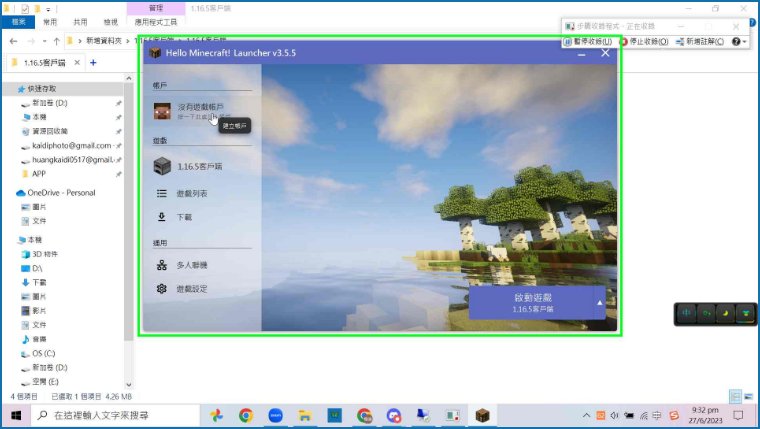 管理
1.16.5客戶端
檔案
常用
共用
檢視
應用程式工具
步驟收錄程式 - 正在收錄
暫停收錄(U)
停止收錄(O)
新增註解(C)
新增資料夾
1.16.5客戶端
1.16.5客戶端
1.16.5客戶端
Hello Minecraft! Launcher v3.5.5
快速存取
新加卷 (D:)
本機
資源回收筒
kaidiphoto@gmail.com
huangkaidi0517@gmail.
APP
OneDrive - Personal
圖片
文件
本機
3D 物件
D:\
下載
圖片
影片
文件
音樂
OS (C:)
新加卷 (D:)
空閒 (E:)
帳戶
沒有遊戲帳戶
建立帳戶
遊戲
1.16.5客戶端
遊戲列表
下載
通用
多人聯機
遊戲設定
啟動遊戲
1.16.5客戶端
中
4 個項目
已選取 1 個項目
4.26 MB
在這裡輸入文字來搜尋
中
9:32 pm
27/6/2023